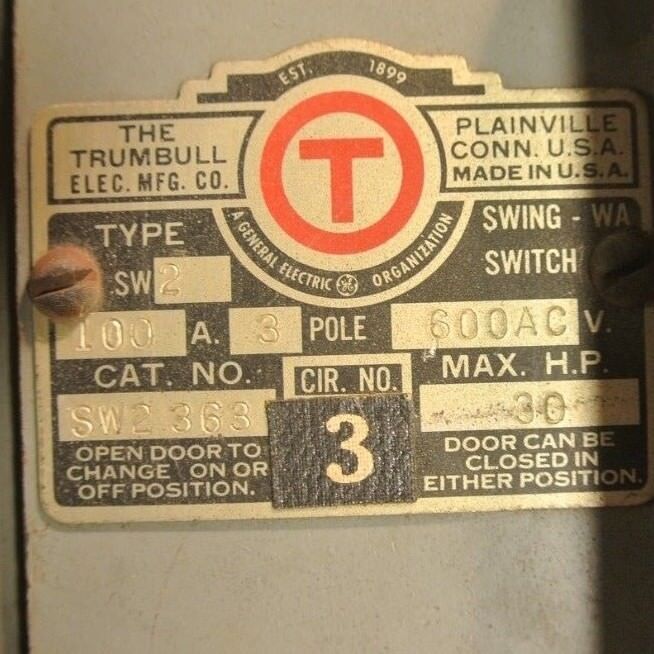 EST. 1899
THE
TRUMBULL
ELEC. MFG. CO.
T
PLAINVILLE
CONN. U.S.A.
MADE IN U.S.A.
A GENERAL ELECTRIC GE ORGANIZATION
TYPE
SW 2
SWING - WA
SWITCH
100 A. 3 POLE 600AC V.
CAT. NO.
SW2363
CIR. NO.
3
MAX. H.P.
30
OPEN DOOR TO
CHANGE ON OR
OFF POSITION.
DOOR CAN BE
CLOSED IN
EITHER POSITION.